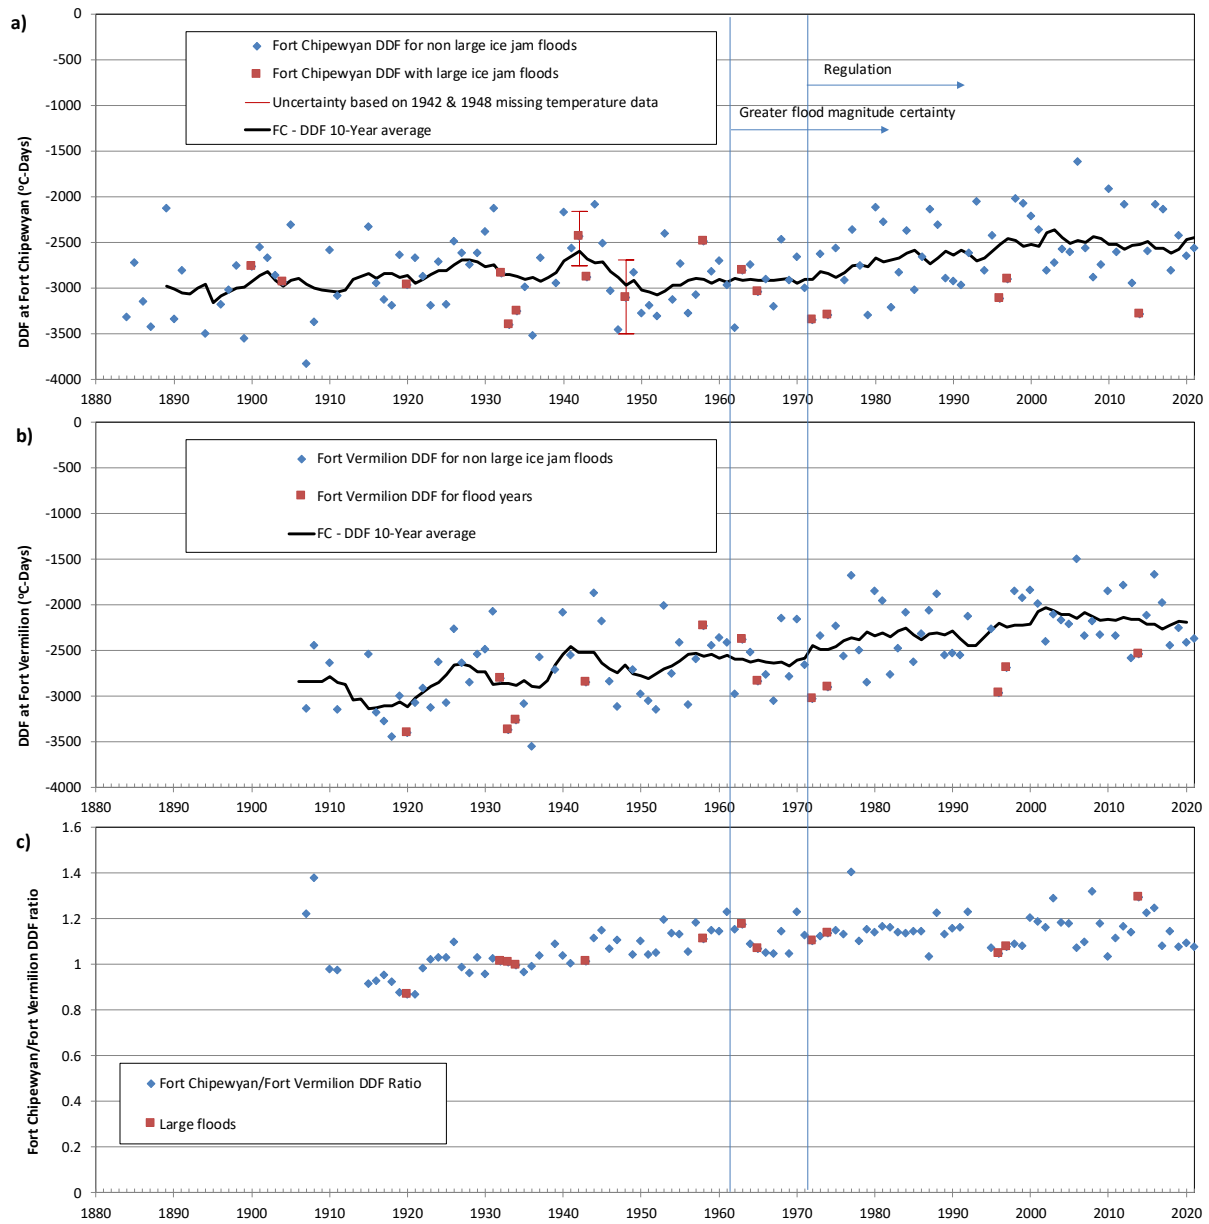 a)
0
-500
-1000
-1500
-2000
-2500
-3000
-3500
-4000
DDF at Fort Chipewyan (°C-Days)
Fort Chipewyan DDF for non large ice jam floods
Fort Chipewyan DDF with large ice jam floods
Uncertainty based on 1942 & 1948 missing temperature data
FC - DDF 10-Year average
Regulation
Greater flood magnitude certainty
1880 1890 1900 1910 1920 1930 1940 1950 1960 1970 1980 1990 2000 2010 2020
b)
0
-500
-1000
-1500
-2000
-2500
-3000
-3500
-4000
DDF at Fort Vermilion (°C-Days)
Fort Vermilion DDF for non large ice jam floods
Fort Vermilion DDF for flood years
FC - DDF 10-Year average
1880 1890 1900 1910 1920 1930 1940 1950 1960 1970 1980 1990 2000 2010 2020
c)
1.6
1.4
1.2
1
0.8
0.6
0.4
0.2
0
Fort Chipewyan/Fort Vermilion DDF ratio
Fort Chipewyan/Fort Vermilion DDF Ratio
Large floods
1880 1890 1900 1910 1920 1930 1940 1950 1960 1970 1980 1990 2000 2010 2020